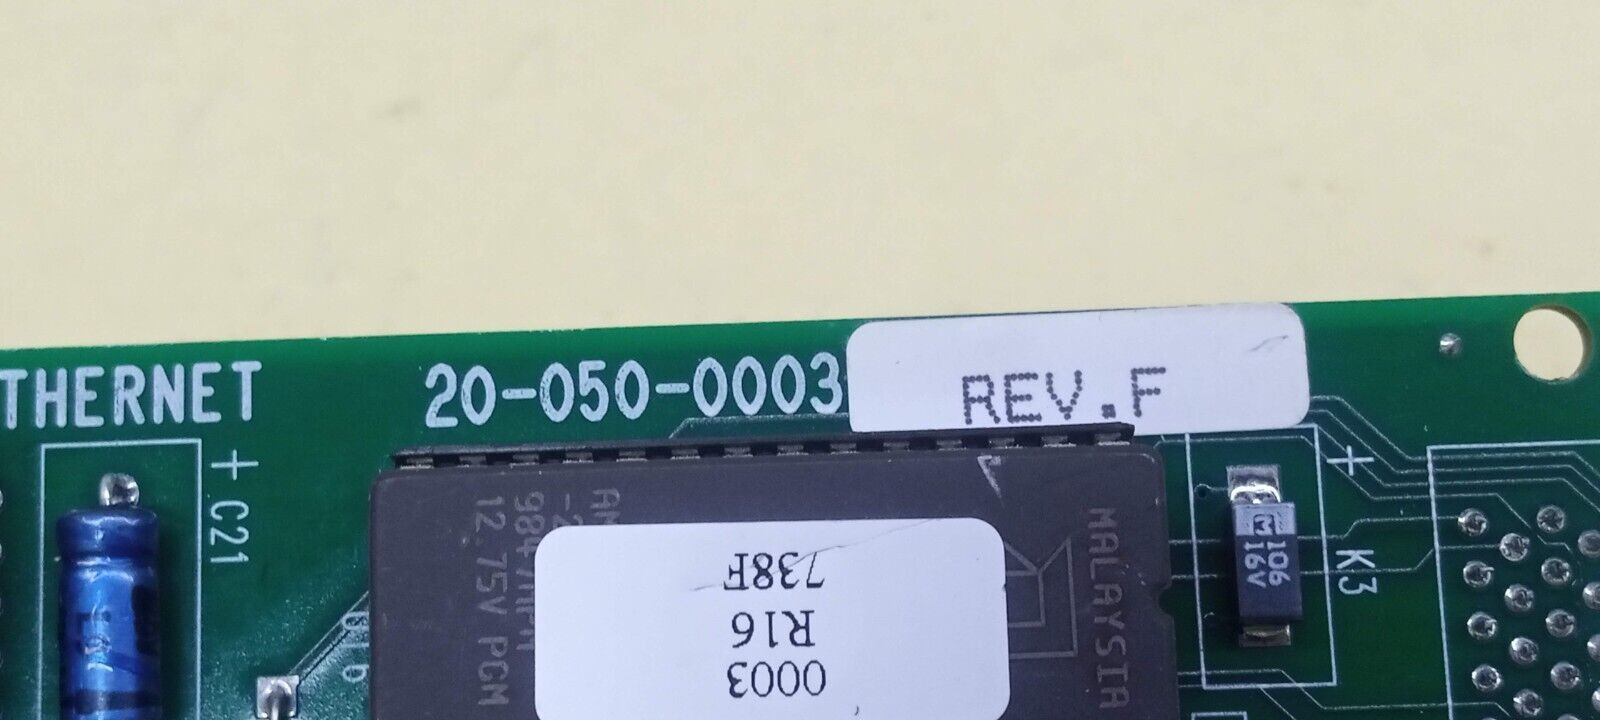 THERNET 20-050-0003 REV.F
+
C21
0003
R16
738F
12.75V PGM
MALAYSIA
+
106
16V
K3